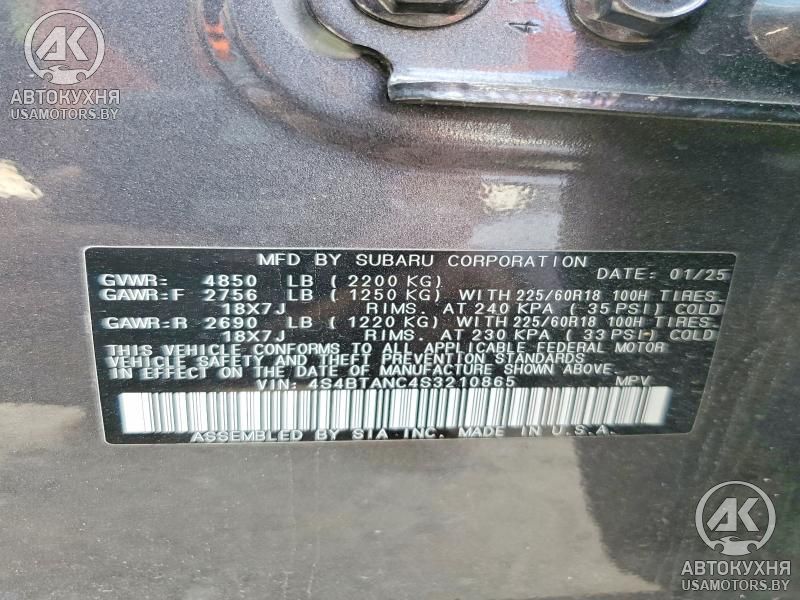 АК
АВТОКУХНЯ
USAMOTORS.BY
4
MFD BY SUBARU CORPORATION
DATE: 01/25
GVWR: 4850 LB ( 2200 KG)
GAWR:F 2756 LB ( 1250 KG) WITH 225/60R18 100H TIRES
18X7J RIMS. AT 240 KPA ( 35 PSI) COLD
GAWR:R 2690 LB ( 1220 KG) WITH 225/60R18 100H TIRES
18X7J RIMS. AT 230 KPA ( 33 PSI) COLD
THIS VEHICLE CONFORMS TO ALL APPLICABLE FEDERAL MOTOR
VEHICLE SAFETY AND THEFT PREVENTION STANDARDS
IN EFFECT ON THE DATE OF MANUFACTURE SHOWN ABOVE.
VIN: 4S4BTANC4S3210865 MPV
ASSEMBLED BY SIA INC. MADE IN U.S.A.
АК
АВТОКУХНЯ
USAMOTORS.BY